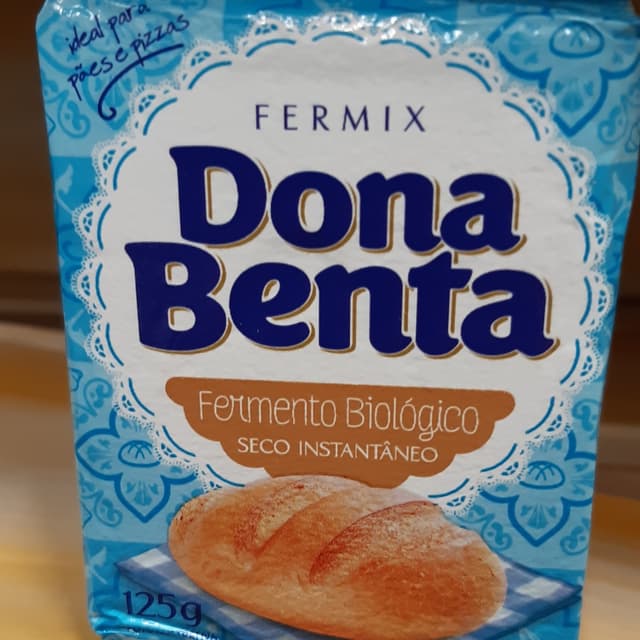 ideal para
pães e pizzas
FERMIX
Dona
Benta
Fermento Biológico
SECO INSTANTÂNEO
125g